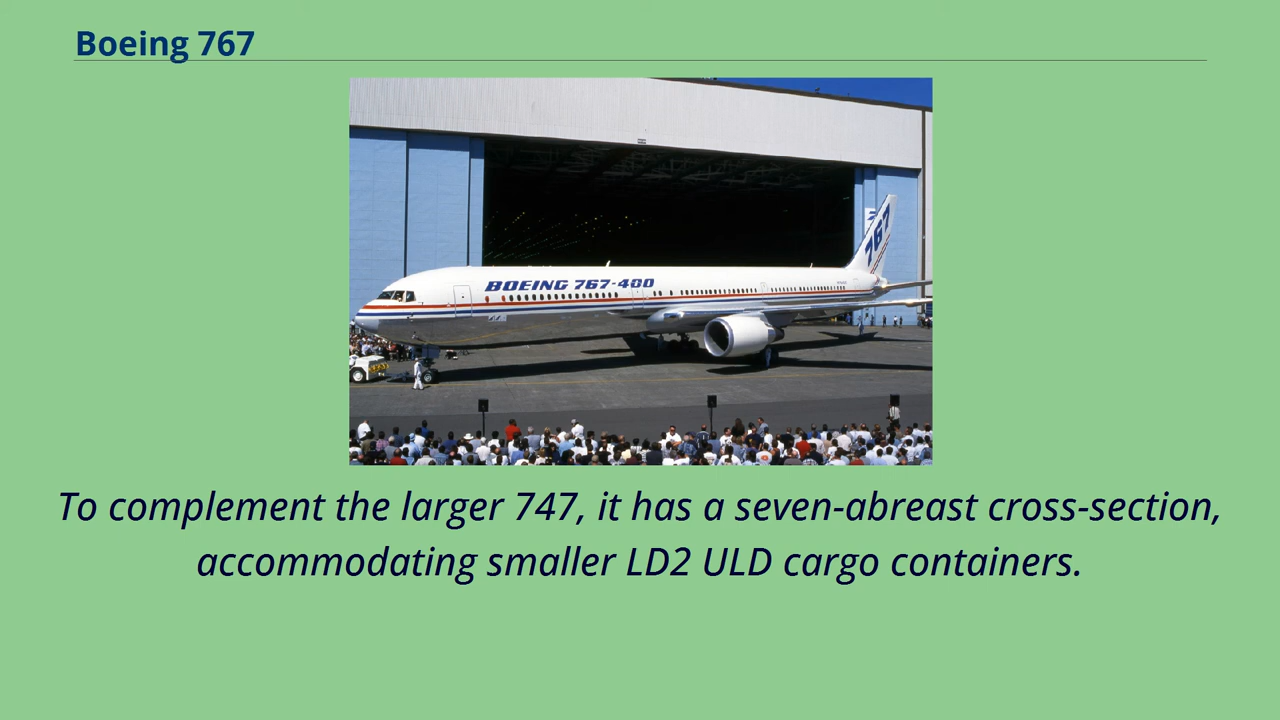 Boeing 767
767
BOEING 767-400
To complement the larger 747, it has a seven-abreast cross-section,
accommodating smaller LD2 ULD cargo containers.